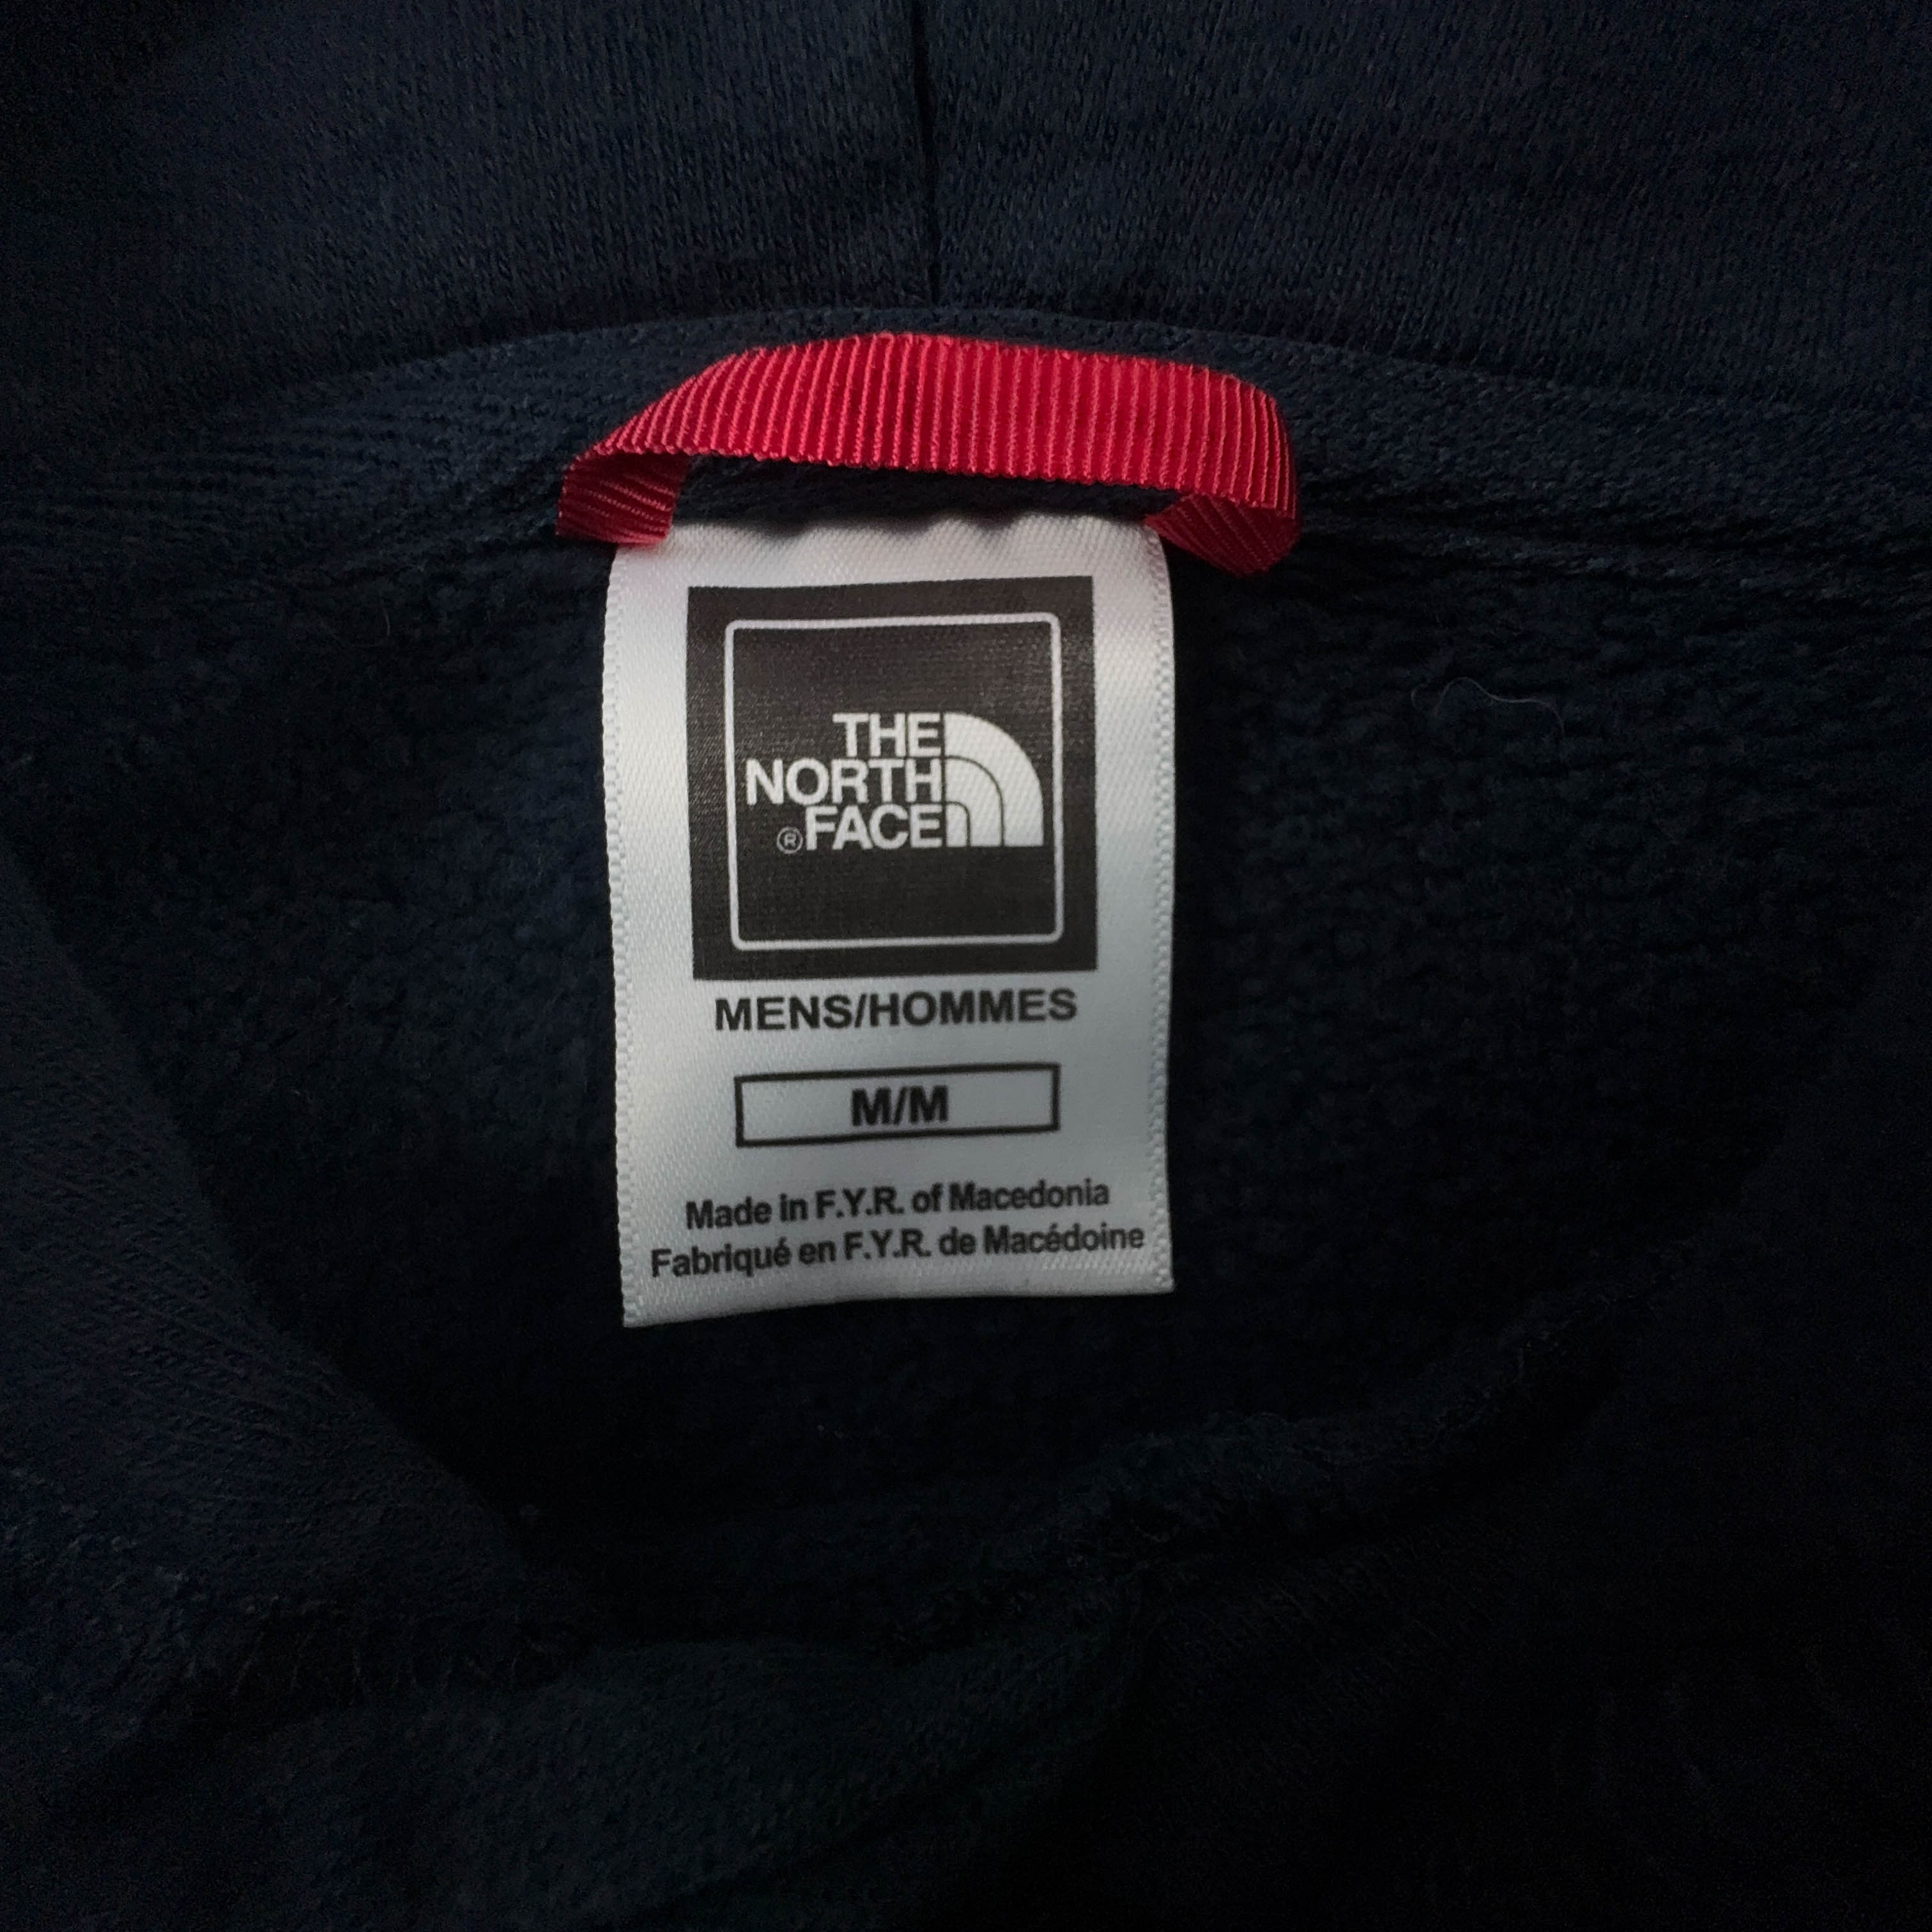 THE
NORTH
®FACE
MENS/HOMMES
M/M
Made in F.Y.R. of Macedonia
Fabriqué en F.Y.R. de Macédoine